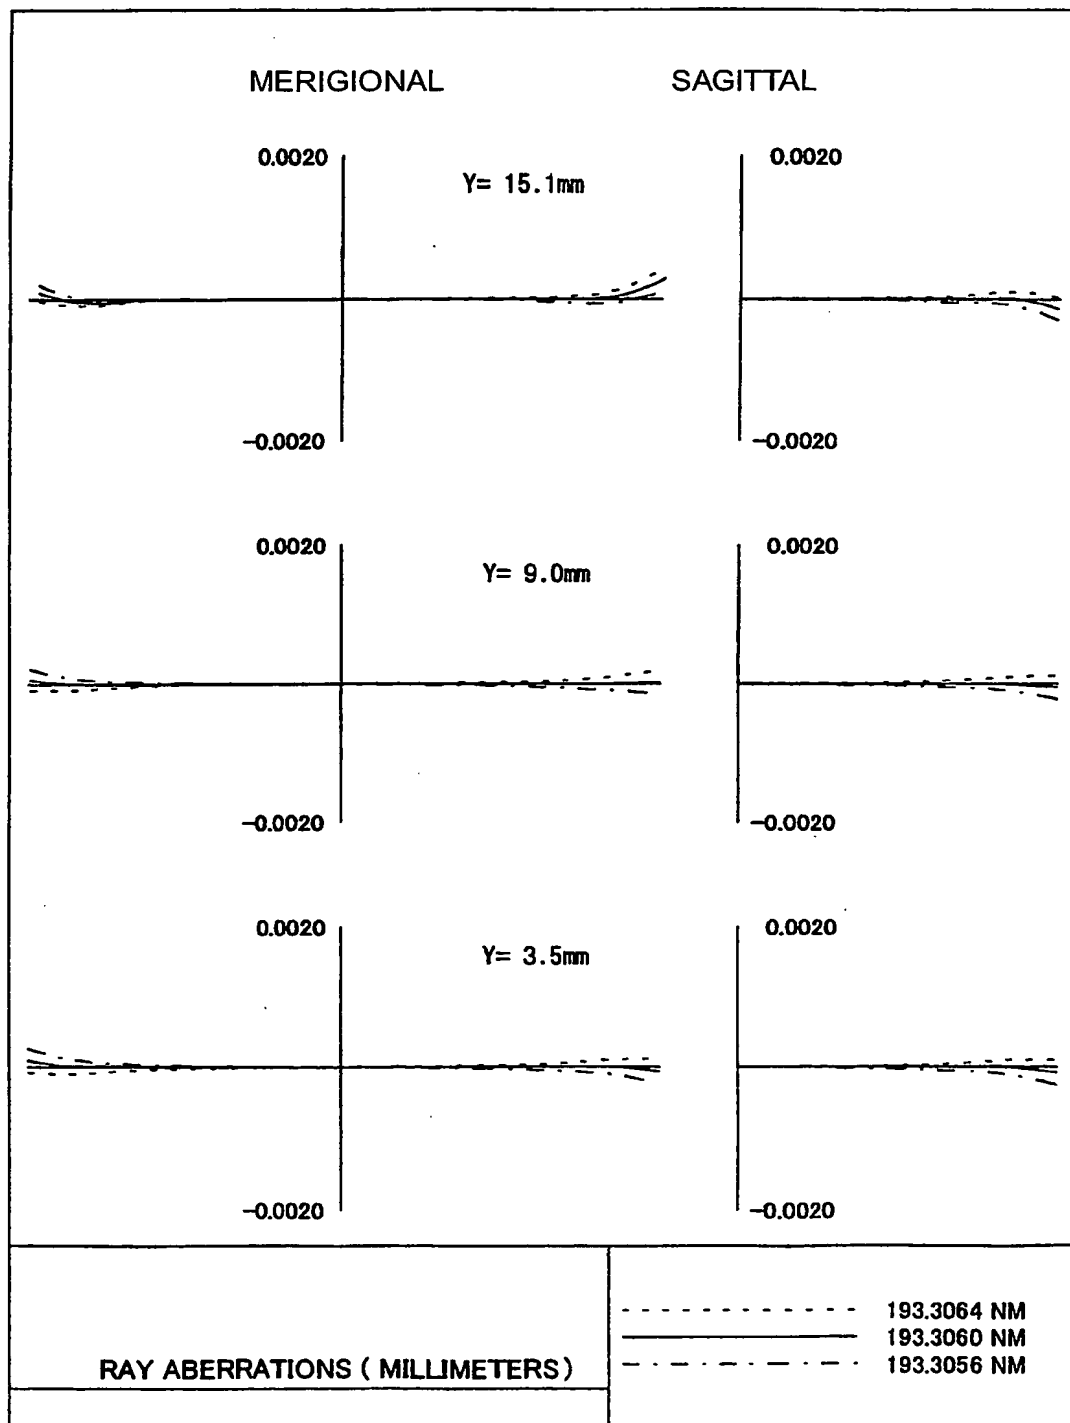 MERIGIONAL SAGITTAL
0.0020 0.0020
Y= 15.1mm
-0.0020 -0.0020
0.0020 0.0020
Y= 9.0mm
-0.0020 -0.0020
0.0020 0.0020
Y= 3.5mm
-0.0020 -0.0020
193.3064 NM
193.3060 NM
193.3056 NM
RAY ABERRATIONS ( MILLIMETERS)